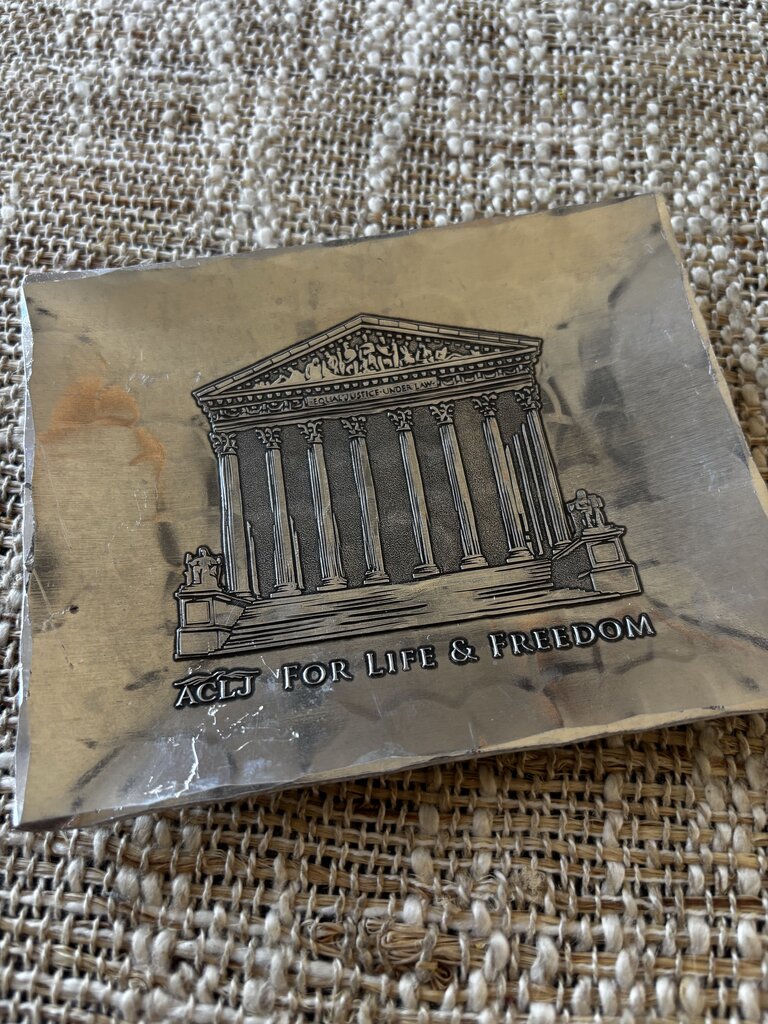 EQUAL·JUSTICE·UNDER·LAW·
ACLJ FOR LIFE & FREEDOM